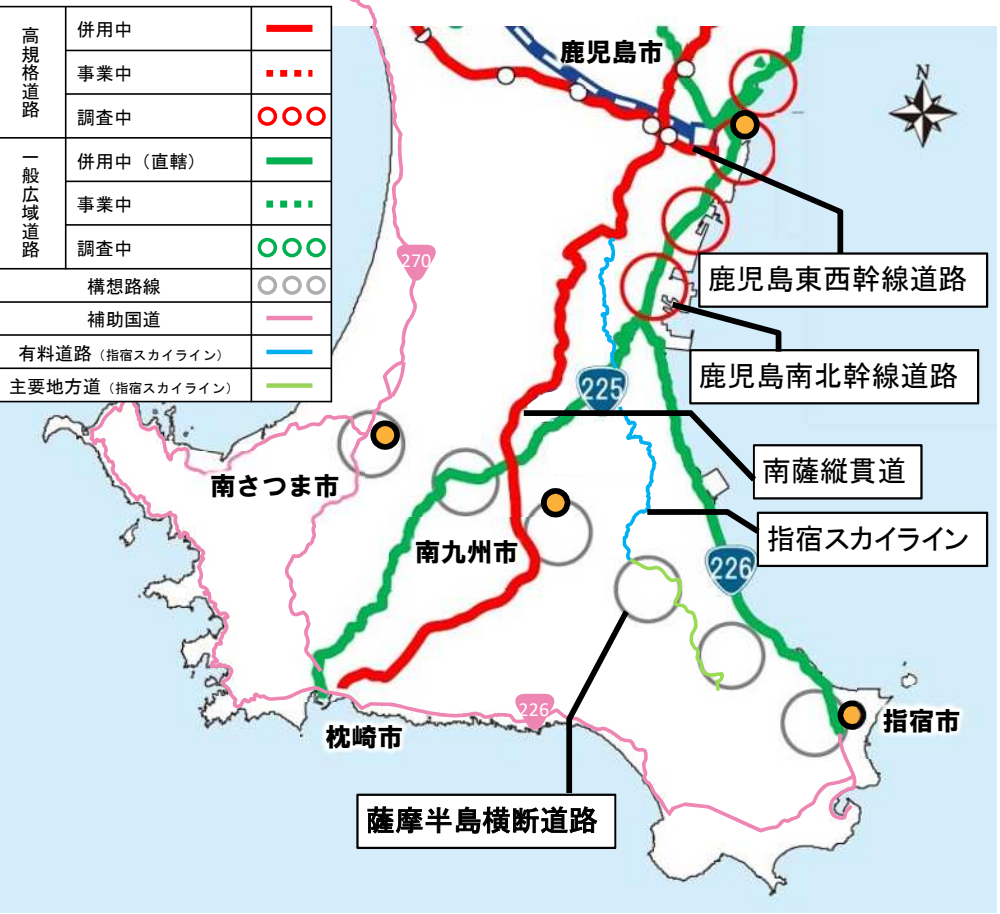 高規格道路
併用中
事業中
調査中
一般広域道路
併用中（直轄）
事業中
調査中
構想路線
補助国道
有料道路（指宿スカイライン）
主要地方道（指宿スカイライン）
鹿児島市
N
270
鹿児島東西幹線道路
鹿児島南北幹線道路
225
南さつま市
南薩縦貫道
指宿スカイライン
南九州市
226
226
指宿市
枕崎市
薩摩半島横断道路